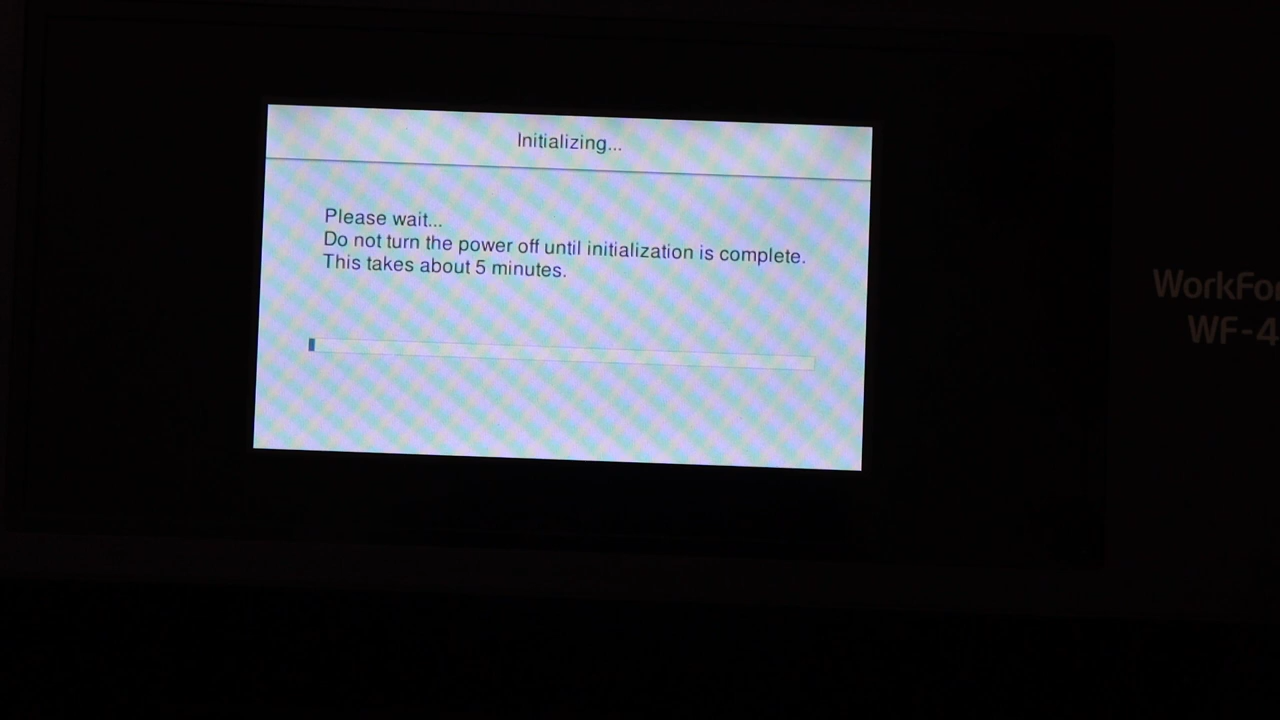 Initializing...
Please wait...
Do not turn the power off until initialization is complete.
This takes about 5 minutes.